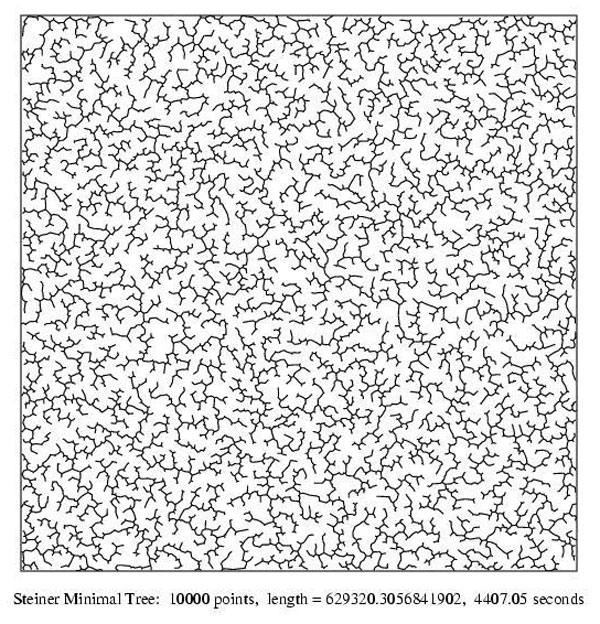 Steiner Minimal Tree: 10000 points, length = 629320.3056841902, 4407.05 seconds